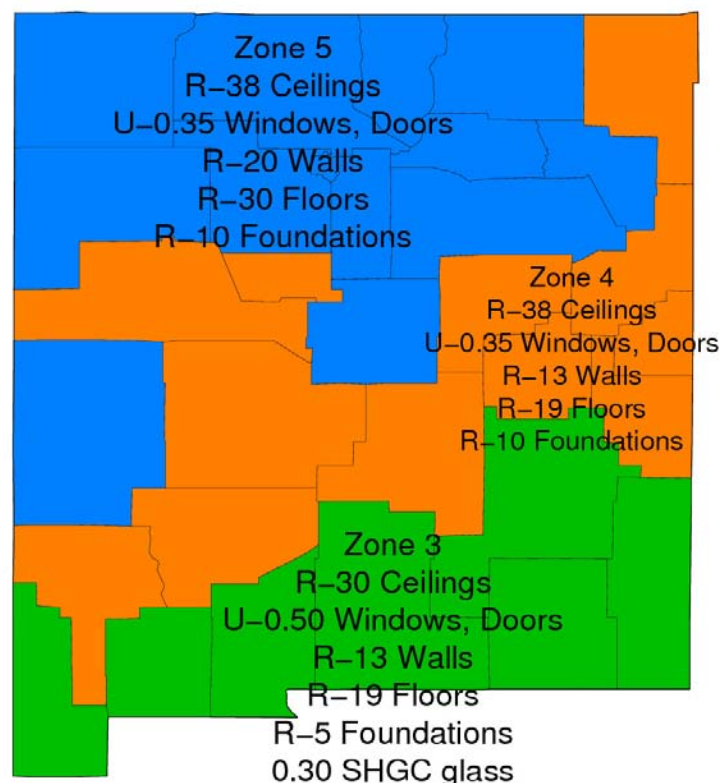 Zone 5
R−38 Ceilings
U−0.35 Windows, Doors
R−20 Walls
R−30 Floors
R−10 Foundations
Zone 4
R−38 Ceilings
U−0.35 Windows, Doors
R−13 Walls
R−19 Floors
R−10 Foundations
Zone 3
R−30 Ceilings
U−0.50 Windows, Doors
R−13 Walls
R−19 Floors
R−5 Foundations
0.30 SHGC glass